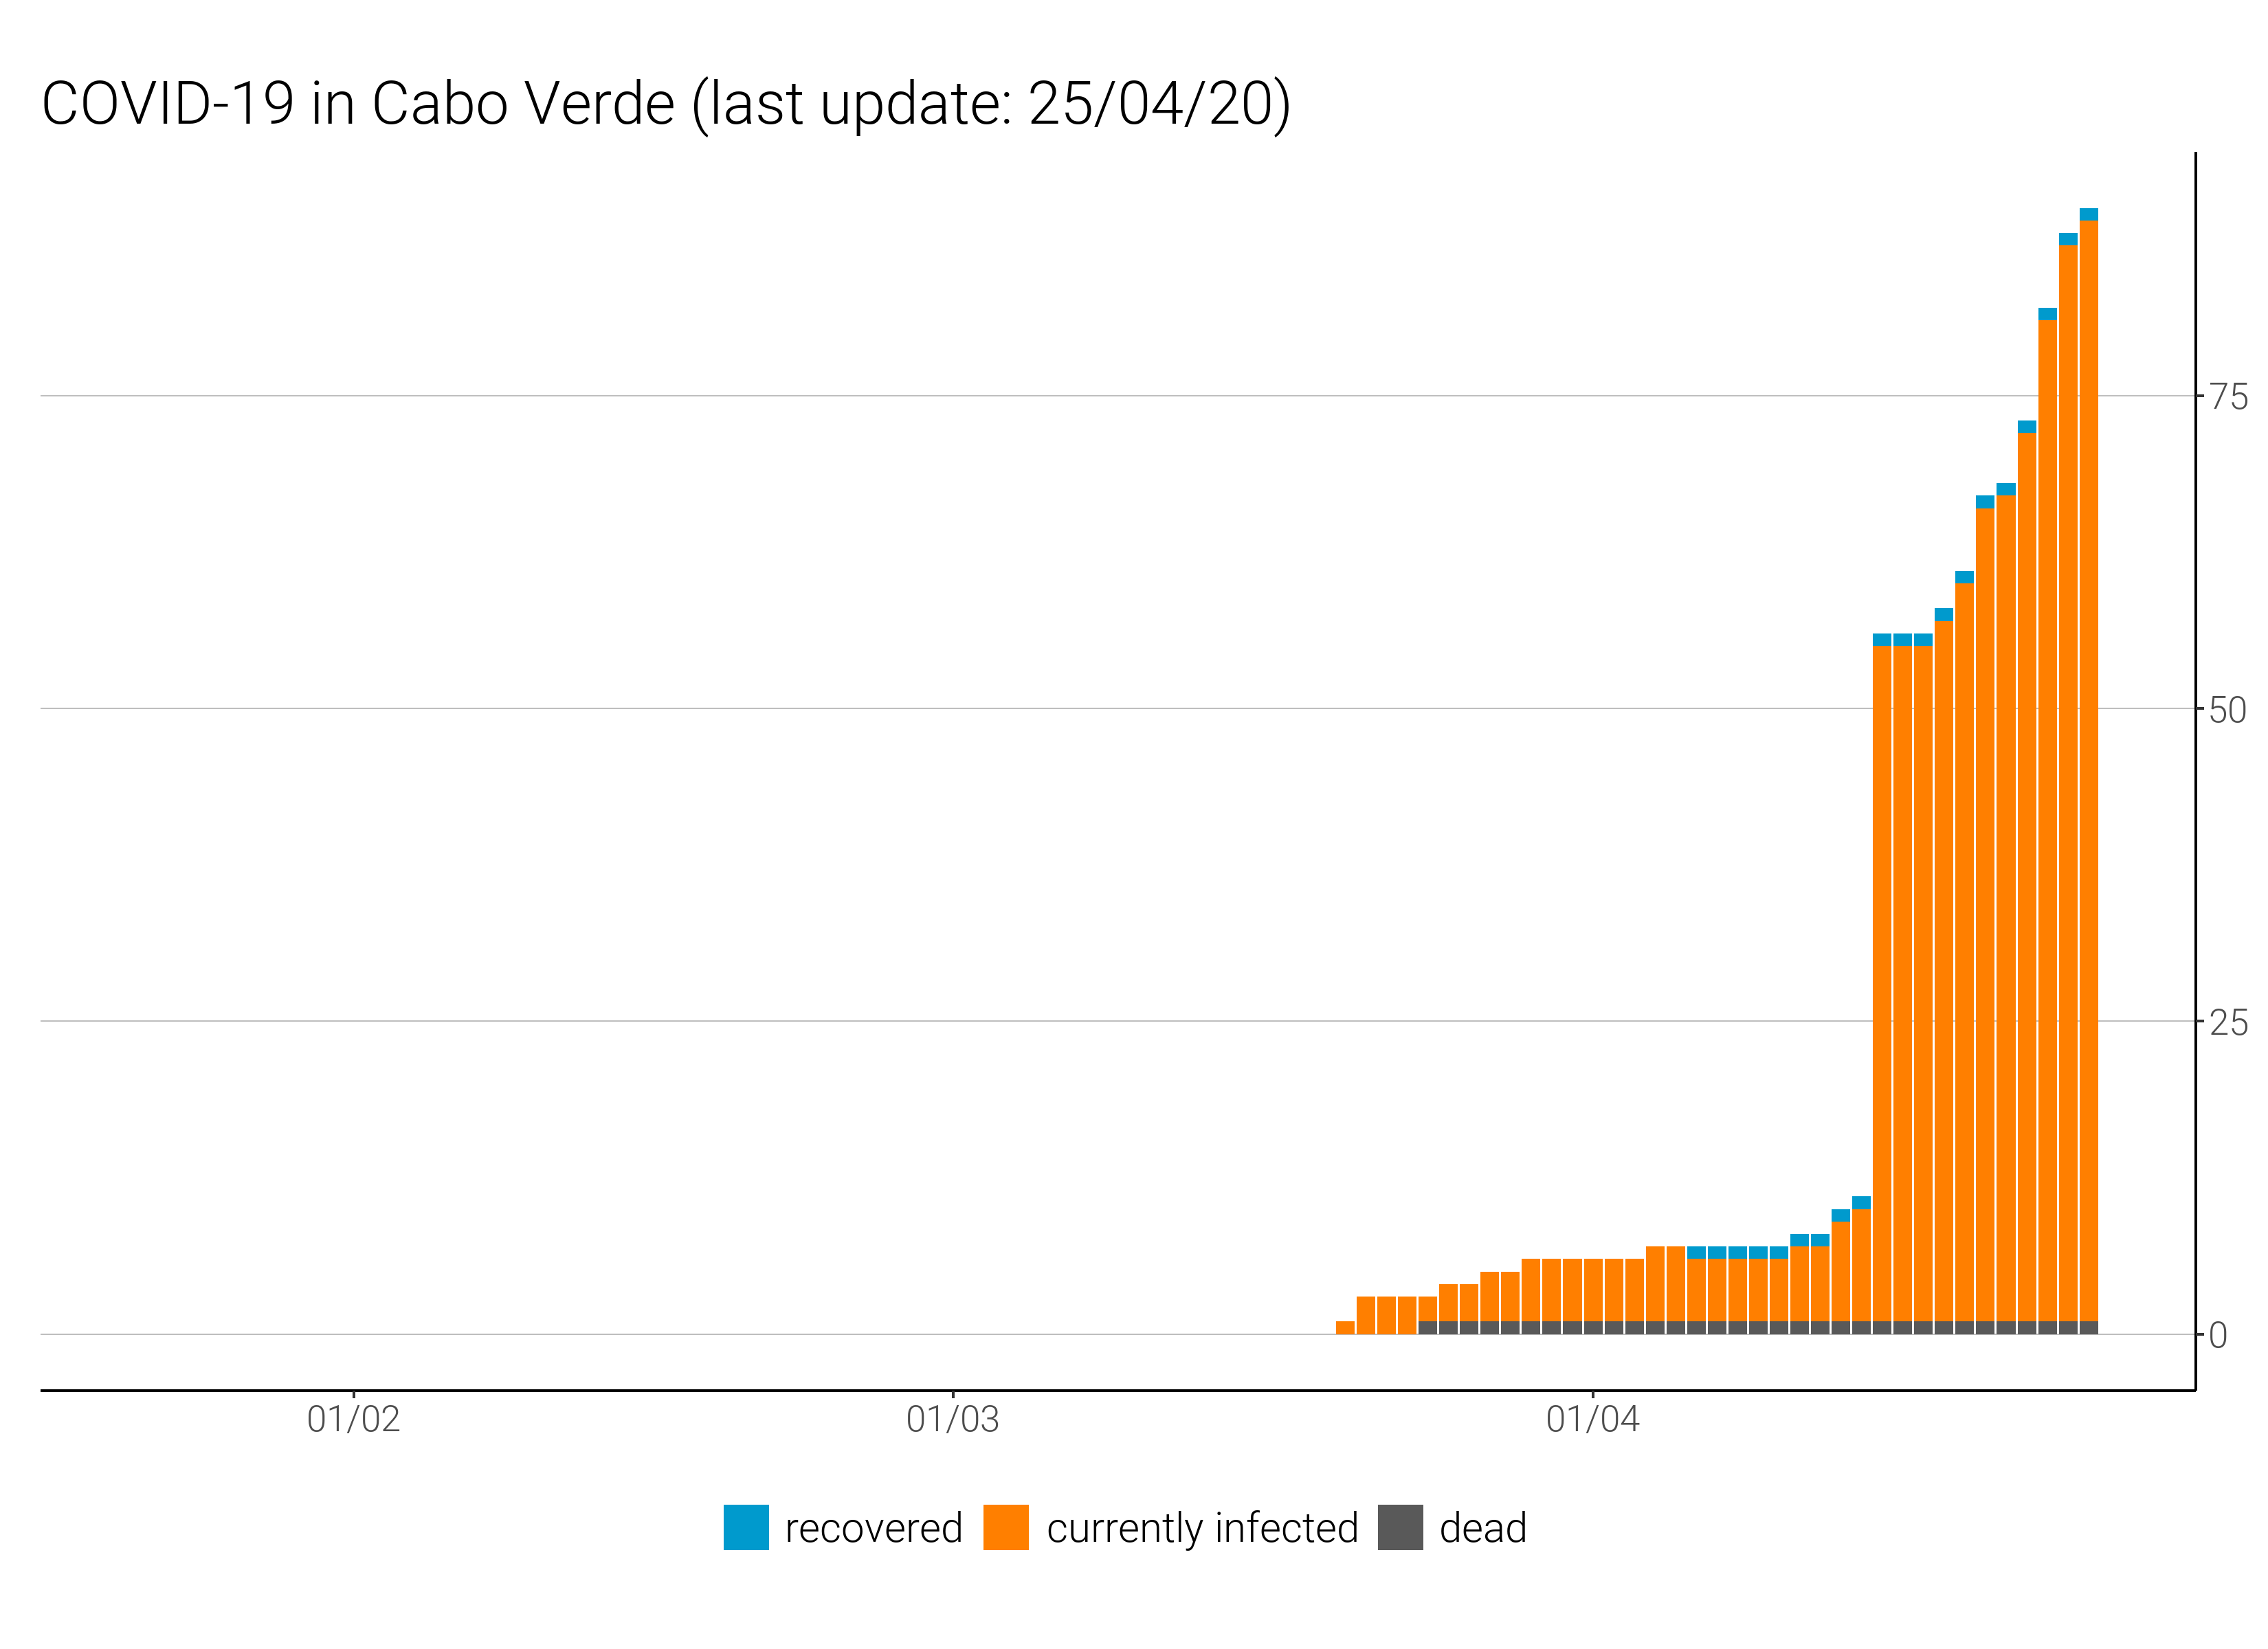 COVID-19 in Cabo Verde (last update: 25/04/20)
75
50
25
0
01/02 01/03 01/04
recovered currently infected dead